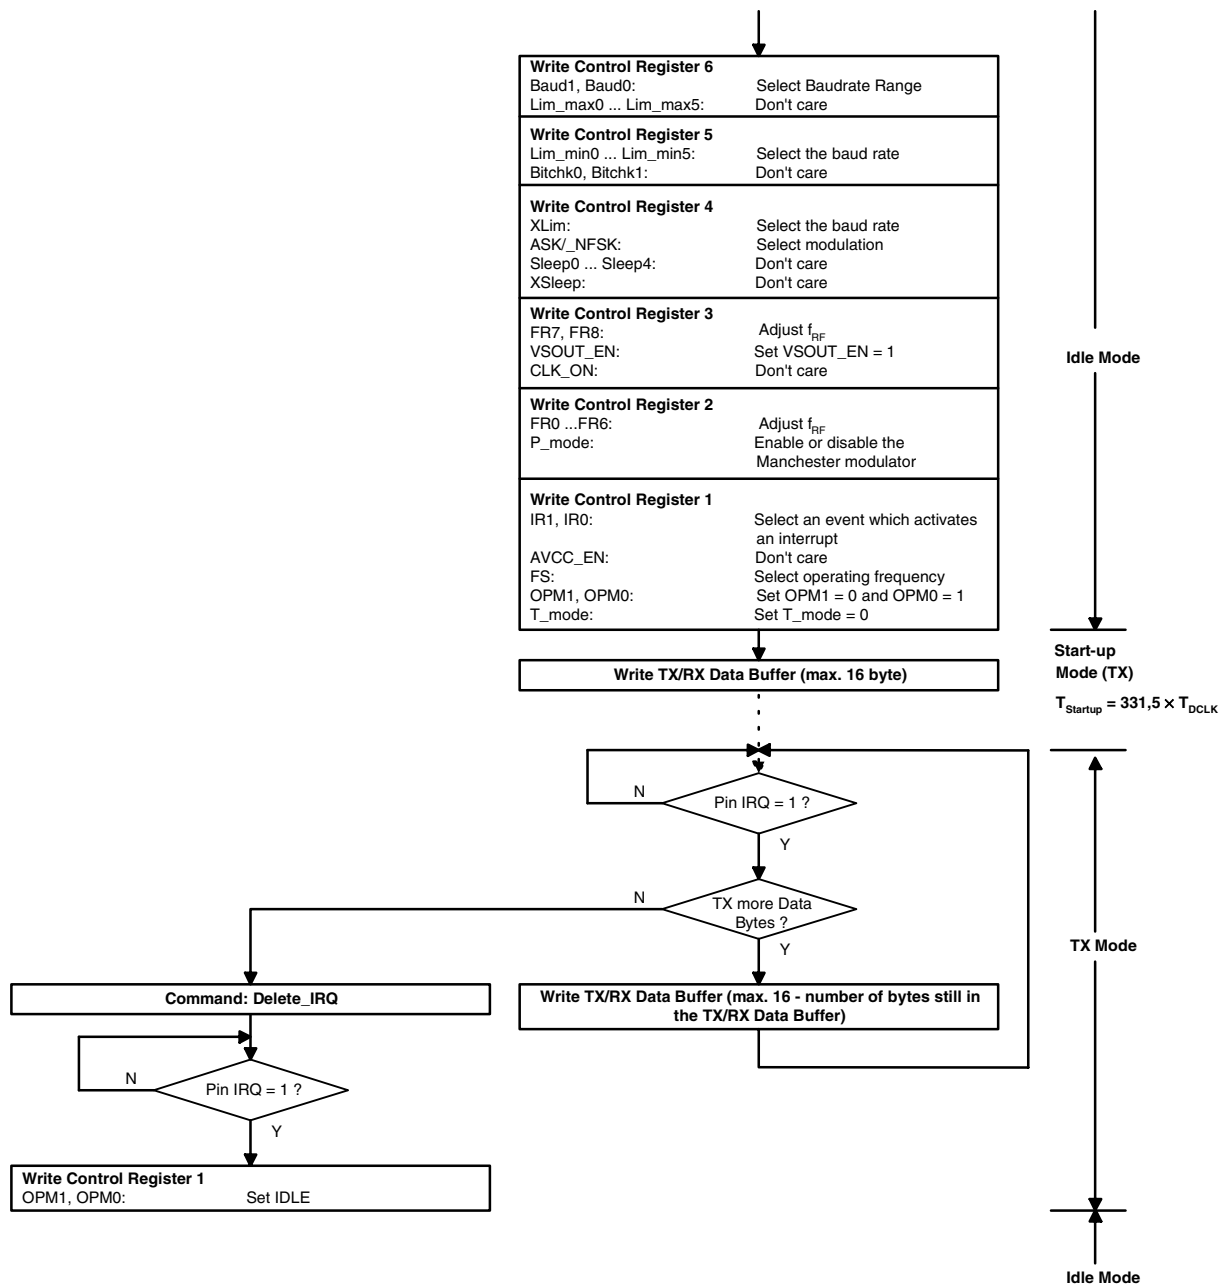 Write Control Register 6
Baud1, Baud0: Select Baudrate Range
Lim_max0 ... Lim_max5: Don't care
Write Control Register 5
Lim_min0 ... Lim_min5: Select the baud rate
Bitchk0, Bitchk1: Don't care
Write Control Register 4
XLim: Select the baud rate
ASK/_NFSK: Select modulation
Sleep0 ... Sleep4: Don't care
XSleep: Don't care
Write Control Register 3
FR7, FR8: Adjust fRF
VSOUT_EN: Set VSOUT_EN = 1
CLK_ON: Don't care
Idle Mode
Write Control Register 2
FR0 ...FR6: Adjust fRF
P_mode: Enable or disable the
Manchester modulator
Write Control Register 1
IR1, IR0: Select an event which activates
an interrupt
AVCC_EN: Don't care
FS: Select operating frequency
OPM1, OPM0: Set OPM1 = 0 and OPM0 = 1
T_mode: Set T_mode = 0
Start-up
Mode (TX)
TStartup = 331,5 × TDCLK
Write TX/RX Data Buffer (max. 16 byte)
N
Pin IRQ = 1 ?
Y
N
TX more Data
Bytes ?
Y
TX Mode
Command: Delete_IRQ
Write TX/RX Data Buffer (max. 16 - number of bytes still in
the TX/RX Data Buffer)
N
Pin IRQ = 1 ?
Y
Write Control Register 1
OPM1, OPM0: Set IDLE
Idle Mode